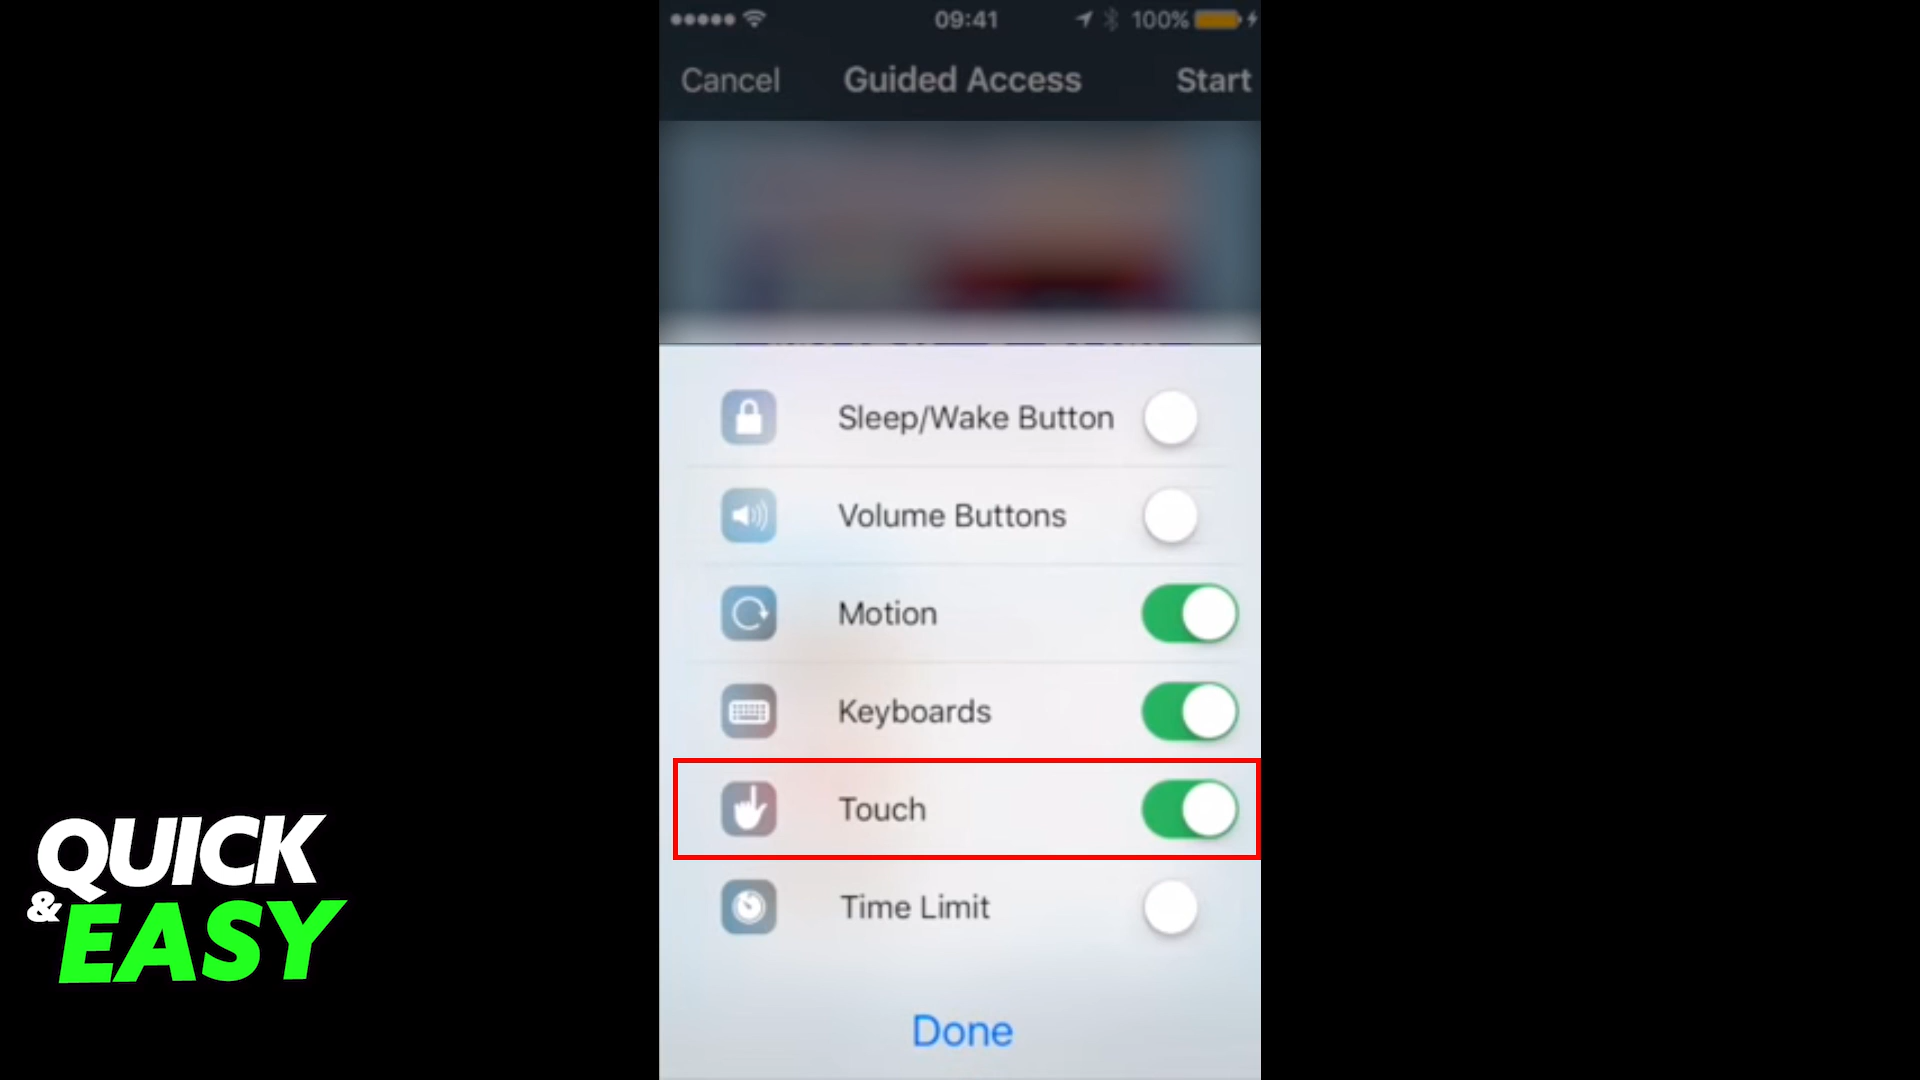 09:41
100%
Cancel
Guided Access
Start
Sleep/Wake Button
Volume Buttons
Motion
Keyboards
Touch
Time Limit
Done
QUICK
&EASY